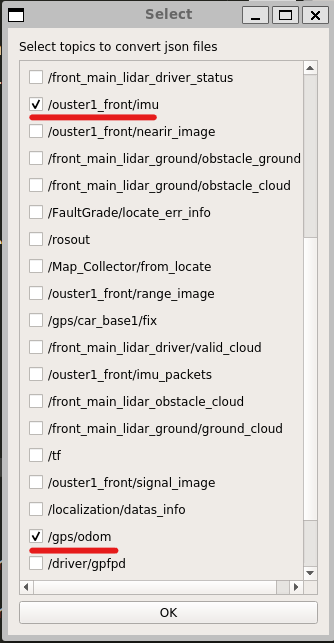 Select
Select topics to convert json files
/front_main_lidar_driver_status
/ouster1_front/imu
/ouster1_front/nearir_image
/front_main_lidar_ground/obstacle_ground
/front_main_lidar_ground/obstacle_cloud
/FaultGrade/locate_err_info
/rosout
/Map_Collector/from_locate
/ouster1_front/range_image
/gps/car_base1/fix
/front_main_lidar_driver/valid_cloud
/ouster1_front/imu_packets
/front_main_lidar_obstacle_cloud
/front_main_lidar_ground/ground_cloud
/tf
/ouster1_front/signal_image
/localization/datas_info
/gps/odom
/driver/gpfpd
OK